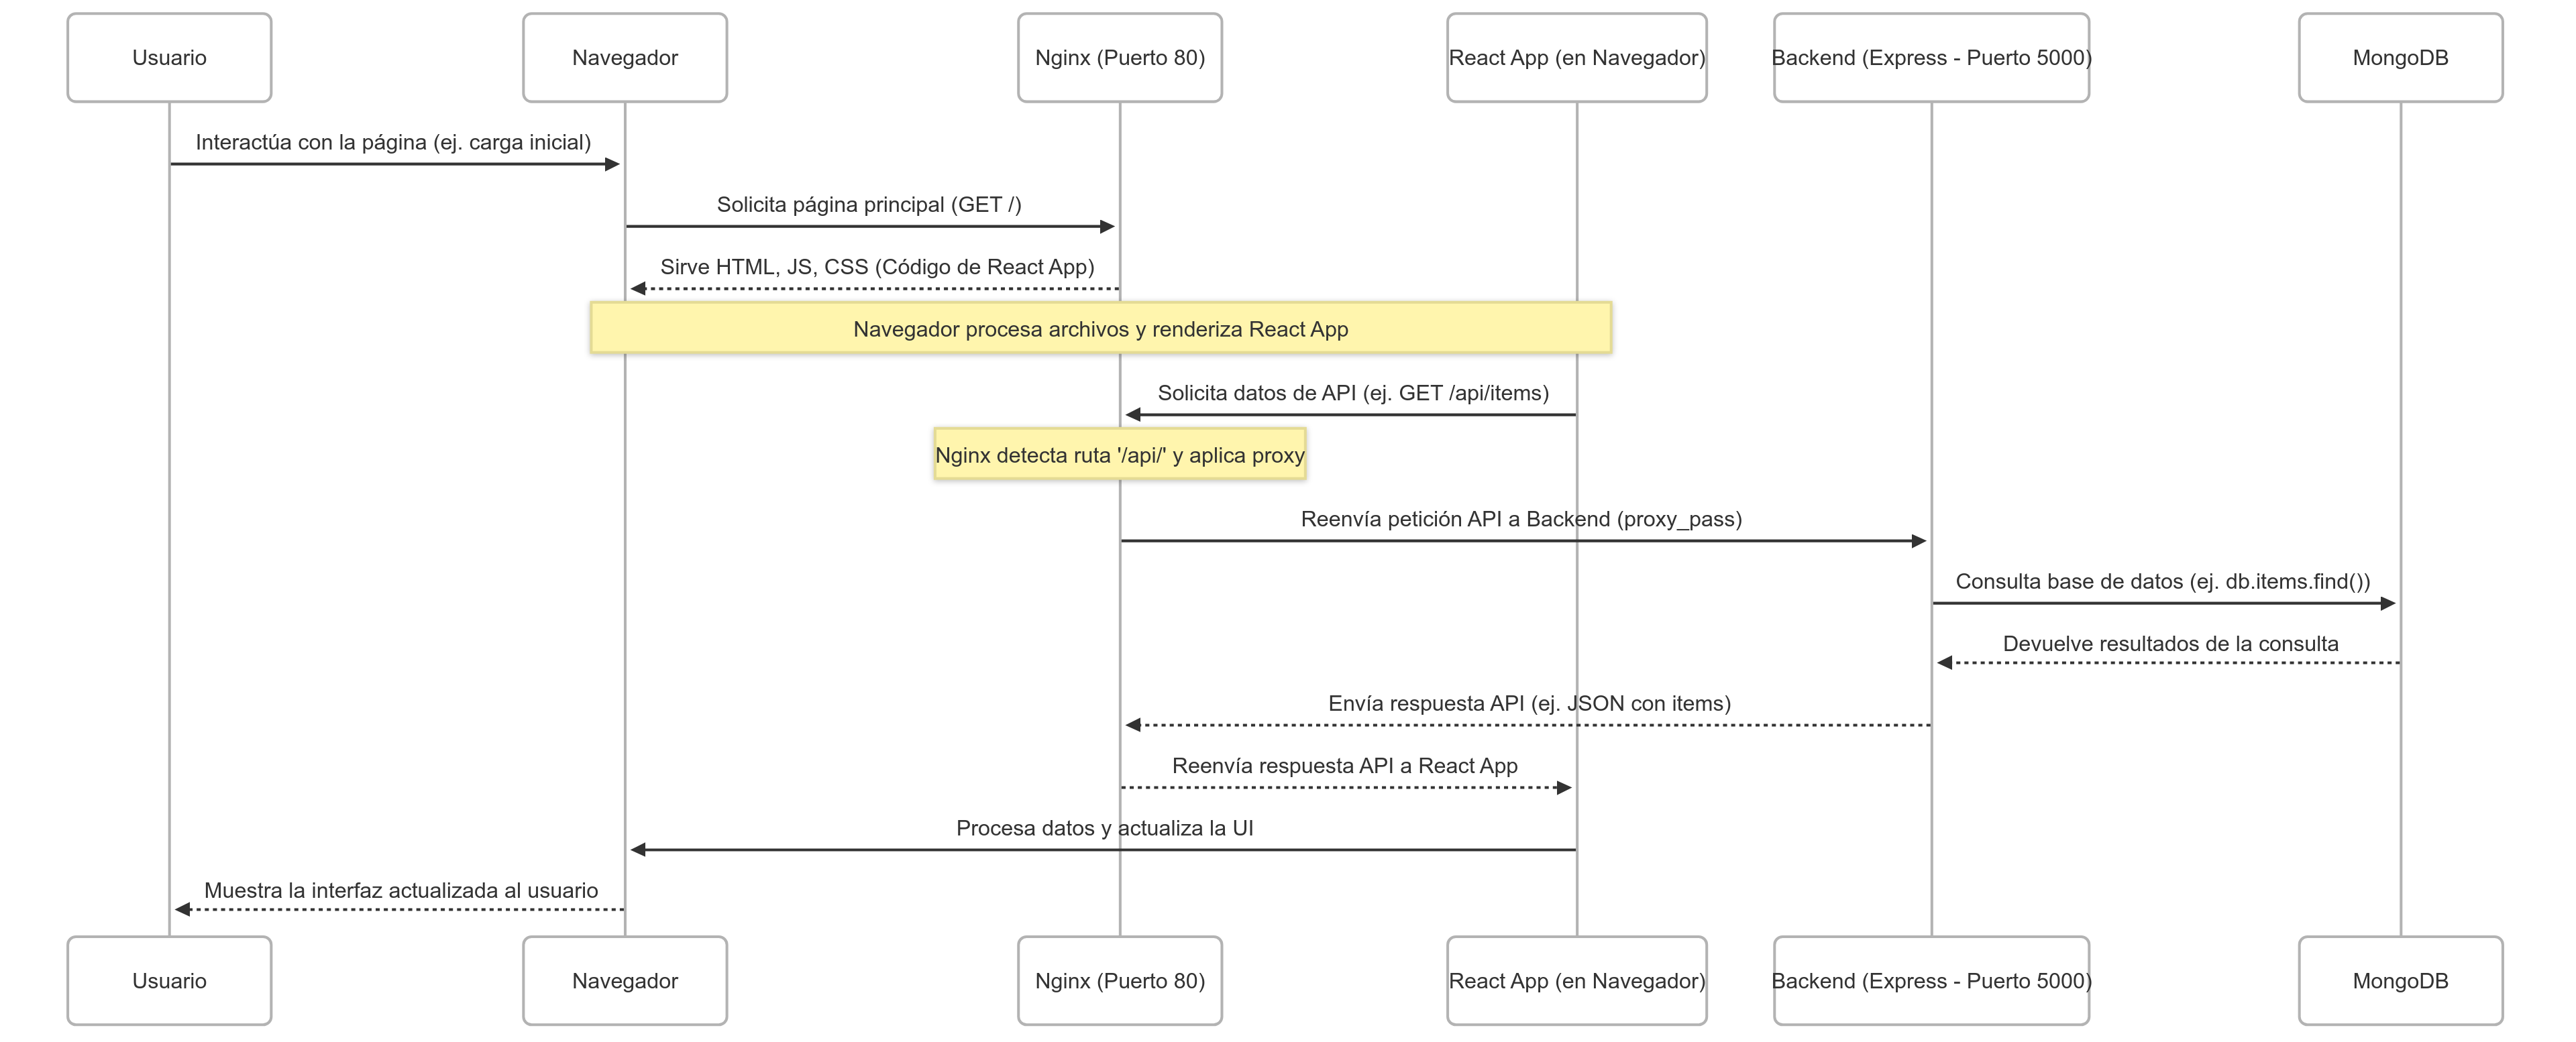 Usuario
Navegador
Nginx (Puerto 80)
React App (en Navegador)
Backend (Express - Puerto 5000)
MongoDB
Interactúa con la página (ej. carga inicial)
Solicita página principal (GET /)
Sirve HTML, JS, CSS (Código de React App)
Navegador procesa archivos y renderiza React App
Solicita datos de API (ej. GET /api/items)
Nginx detecta ruta '/api/' y aplica proxy
Reenvía petición API a Backend (proxy_pass)
Consulta base de datos (ej. db.items.find())
Devuelve resultados de la consulta
Envía respuesta API (ej. JSON con items)
Reenvía respuesta API a React App
Procesa datos y actualiza la UI
Muestra la interfaz actualizada al usuario
Usuario
Navegador
Nginx (Puerto 80)
React App (en Navegador)
Backend (Express - Puerto 5000)
MongoDB